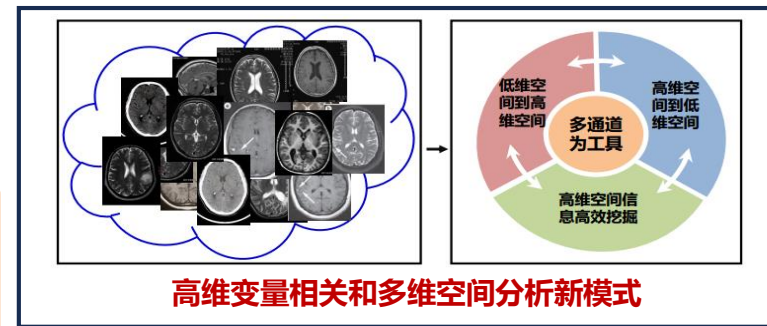 低维空
间到高
维空间
高维空
间到低
维空间
多通道
为工具
高维空间信
息高效挖掘
高维变量相关和多维空间分析新模式